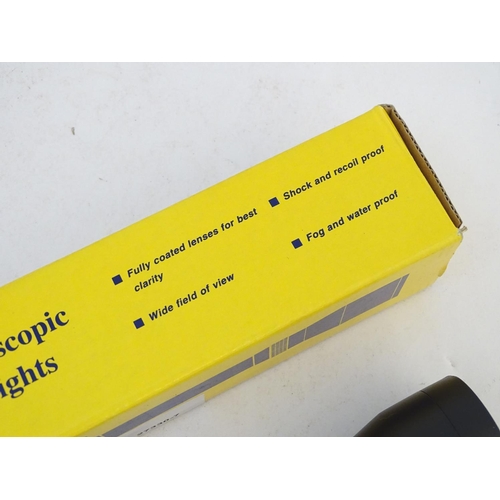 scopic
ights
Fully coated lenses for best
clarity
Wide field of view
Shock and recoil proof
Fog and water proof